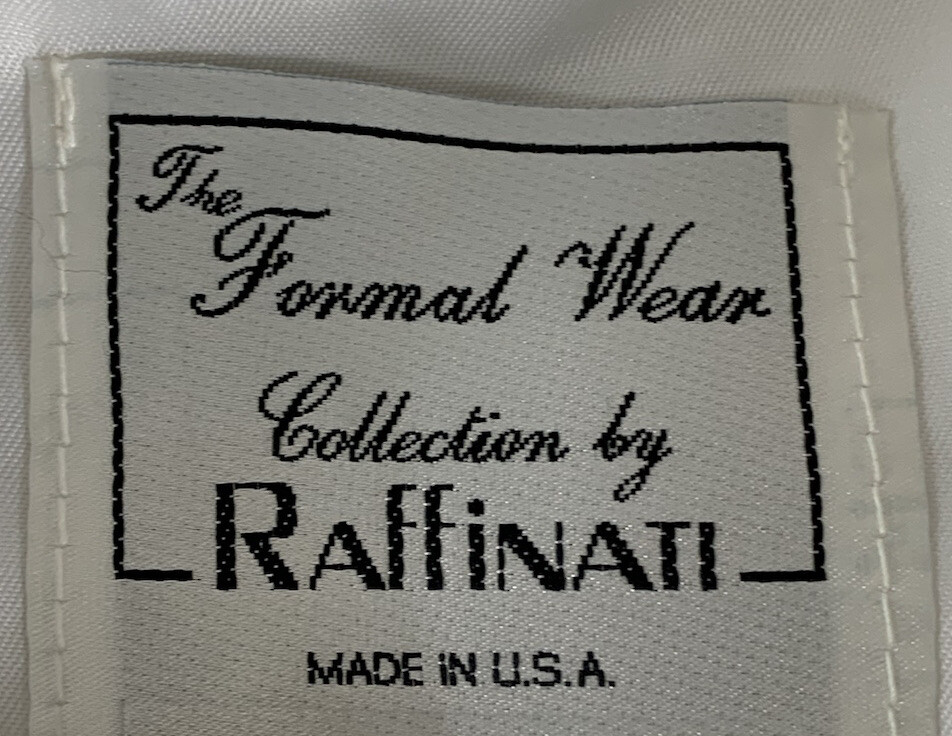 The
Formal Wear
Collection by
RAffiNATI
MADE IN U.S.A.